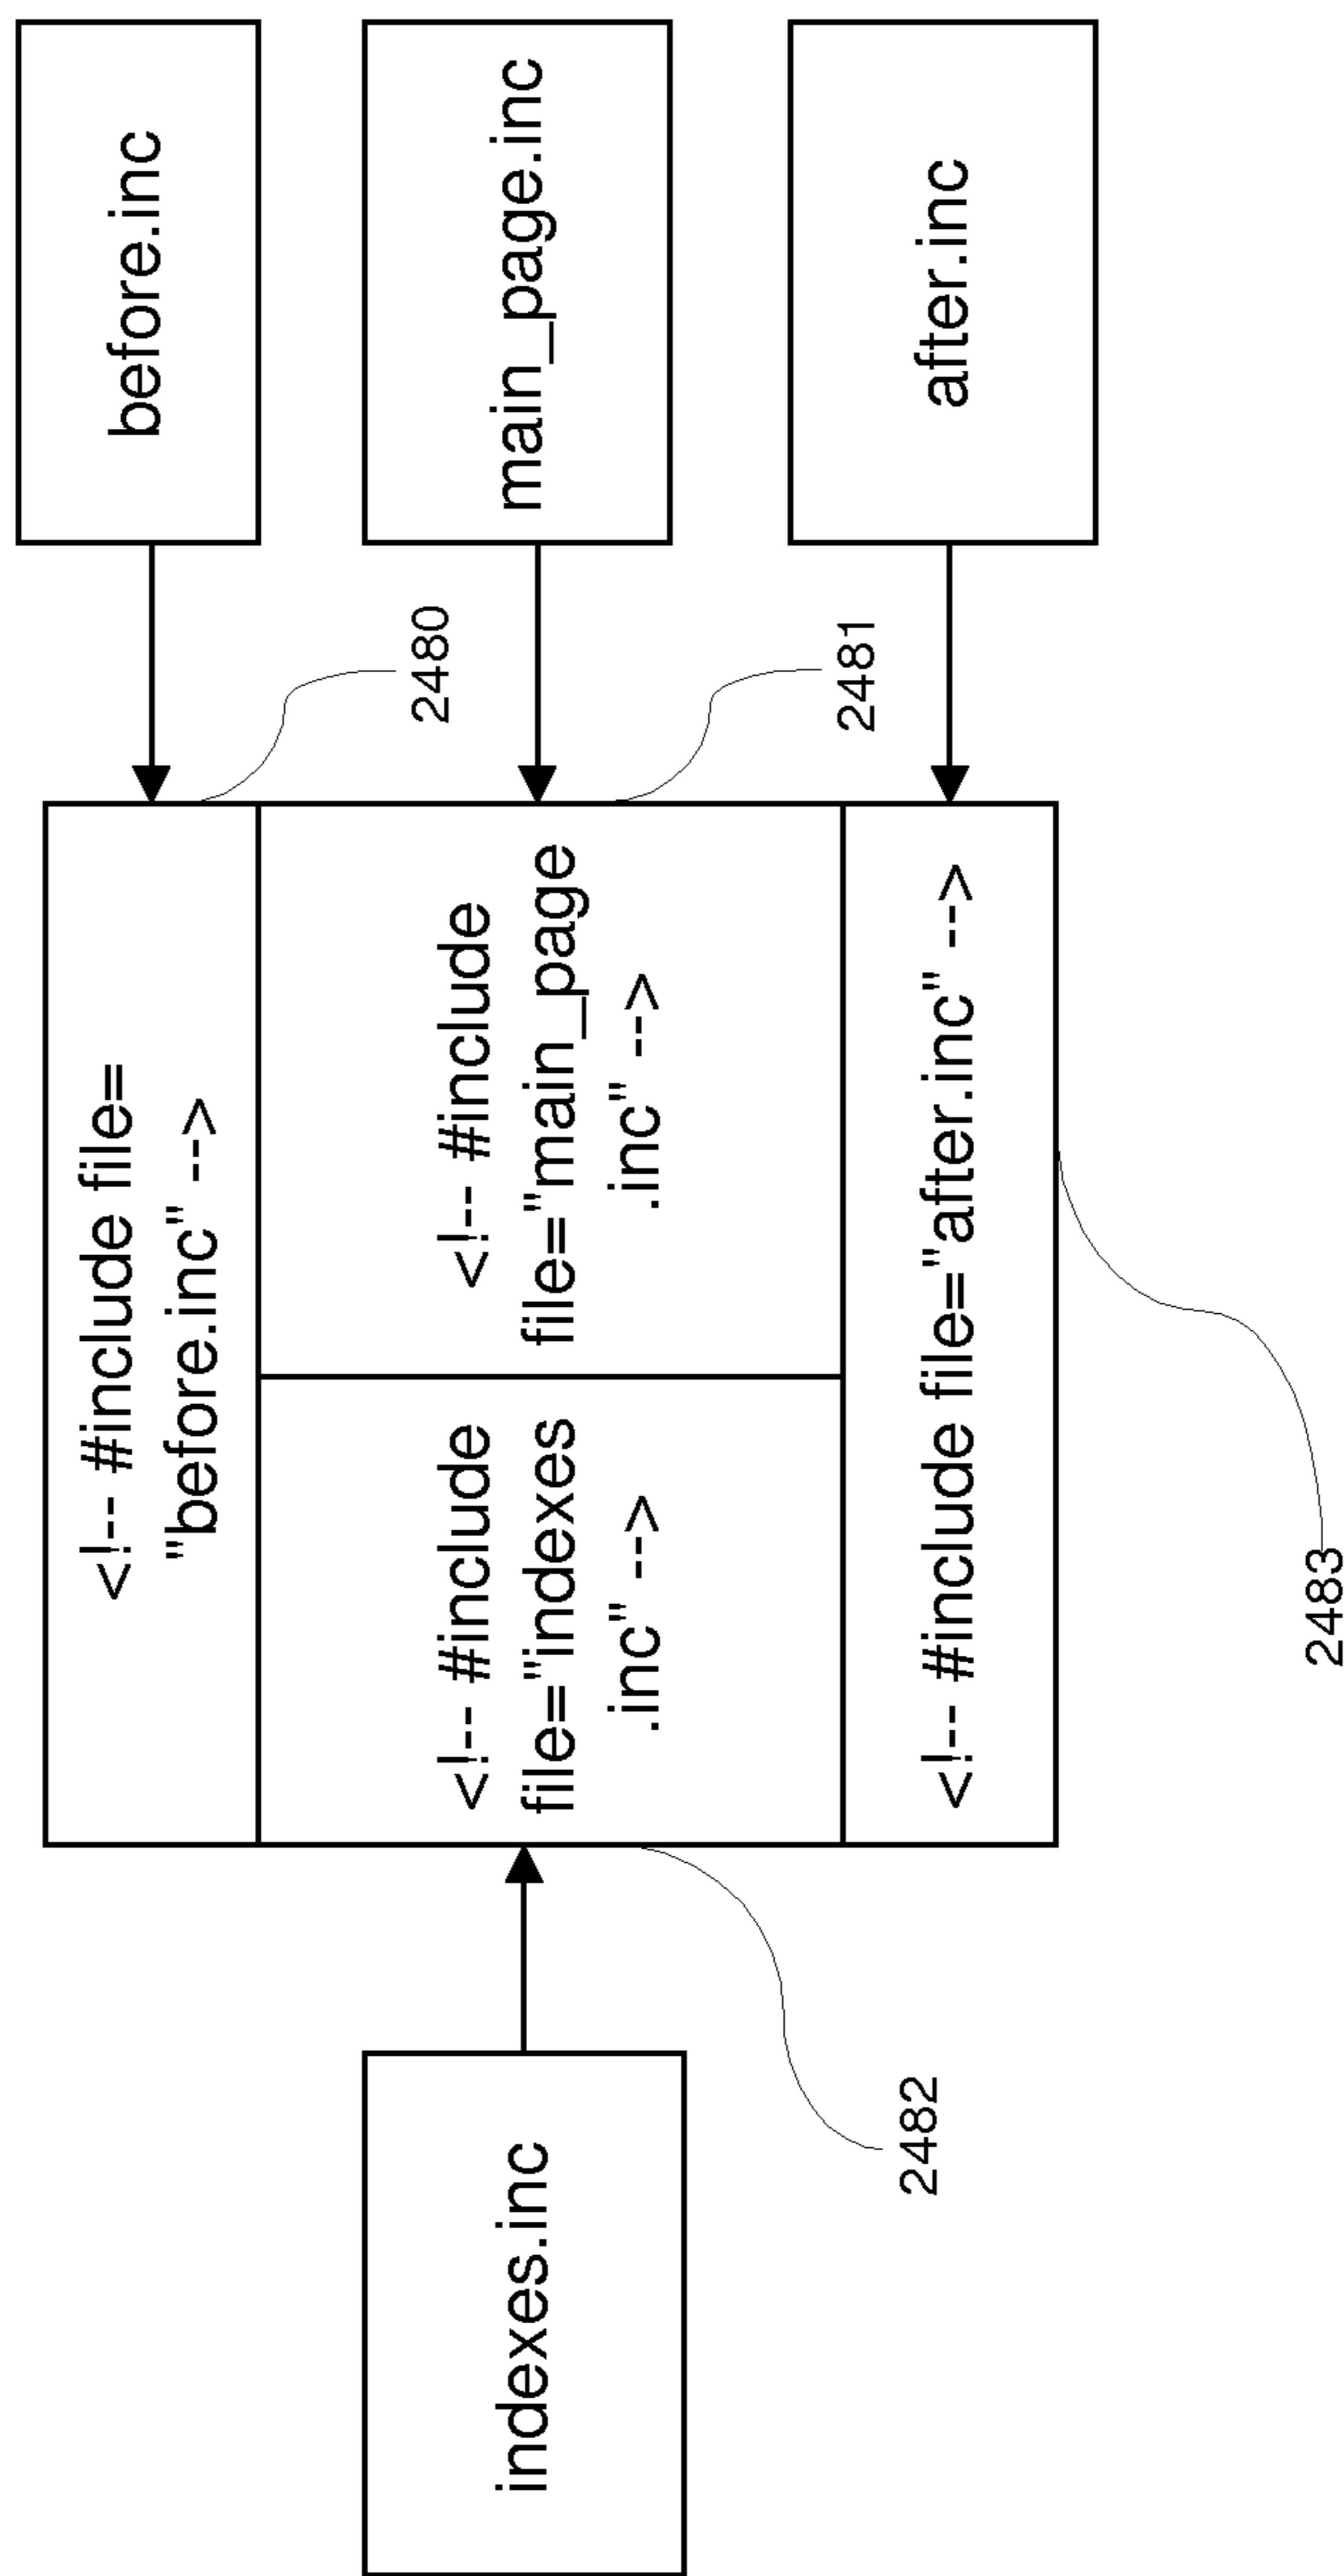 before.inc
<!-- #include file=
"before.inc" -->
2480
indexes.inc
<!-- #include
file="indexes
.inc" -->
<!-- #include
file="main_page
.inc" -->
main_page.inc
2481
2482
<!-- #include file="after.inc" -->
after.inc
2483